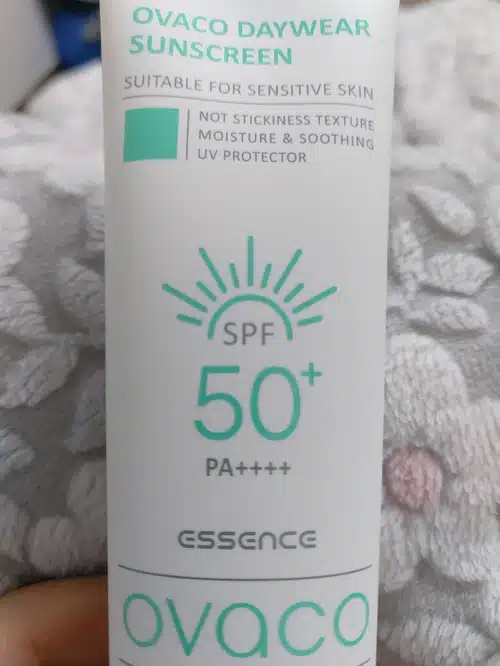 OVACO DAYWEAR
SUNSCREEN
SUITABLE FOR SENSITIVE SKIN
NOT STICKINESS TEXTURE
MOISTURE & SOOTHING
UV PROTECTOR
SPF
50+
PA++++
ESSENCE
ovaco